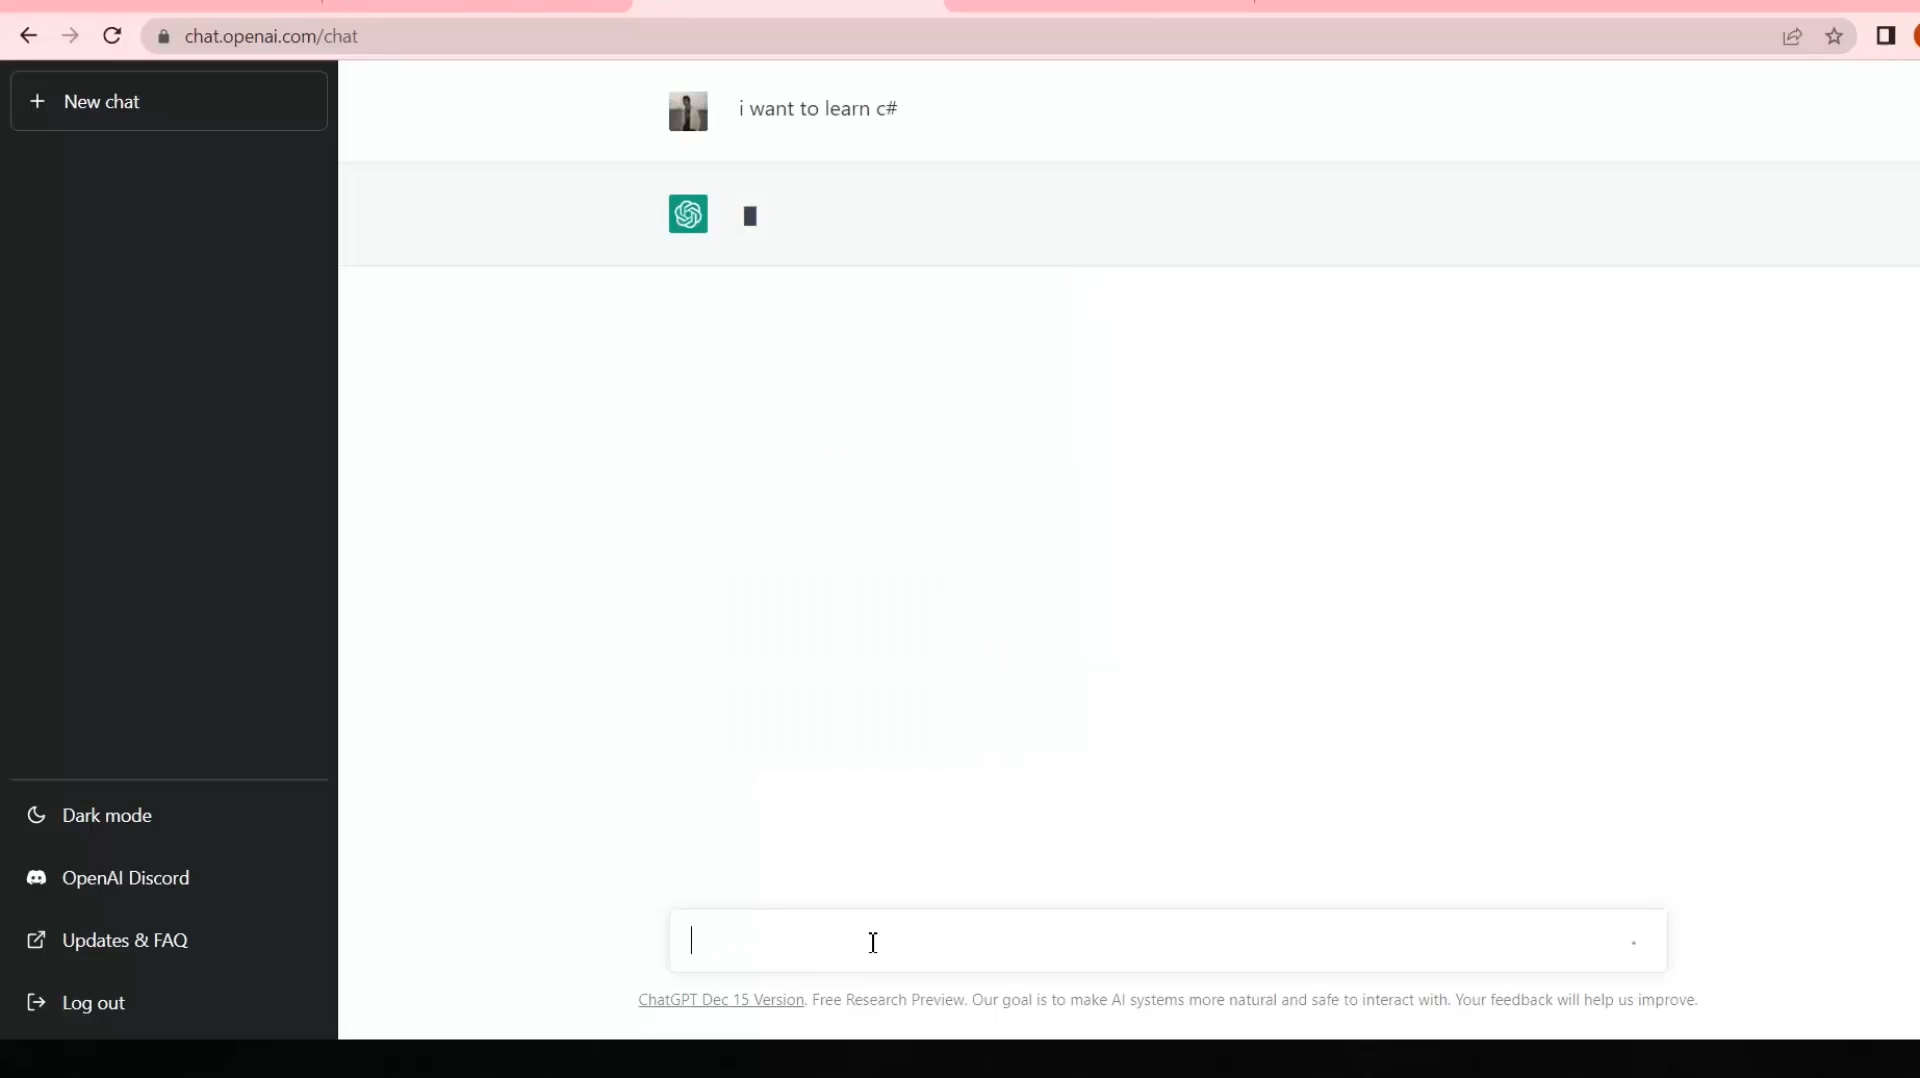 chat.openai.com/chat
New chat
i want to learn c#
Dark mode
OpenAI Discord
Updates & FAQ
Log out
ChatGPT Dec 15 Version. Free Research Preview. Our goal is to make AI systems more natural and safe to interact with. Your feedback will help us improve.